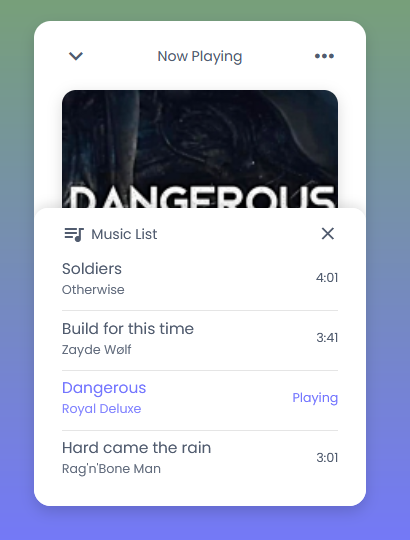 Now Playing
DANGEROUS
Music List
Soldiers
Otherwise
4:01
Build for this time
Zayde Wølf
3:41
Dangerous
Royal Deluxe
Playing
Hard came the rain
Rag'n'Bone Man
3:01